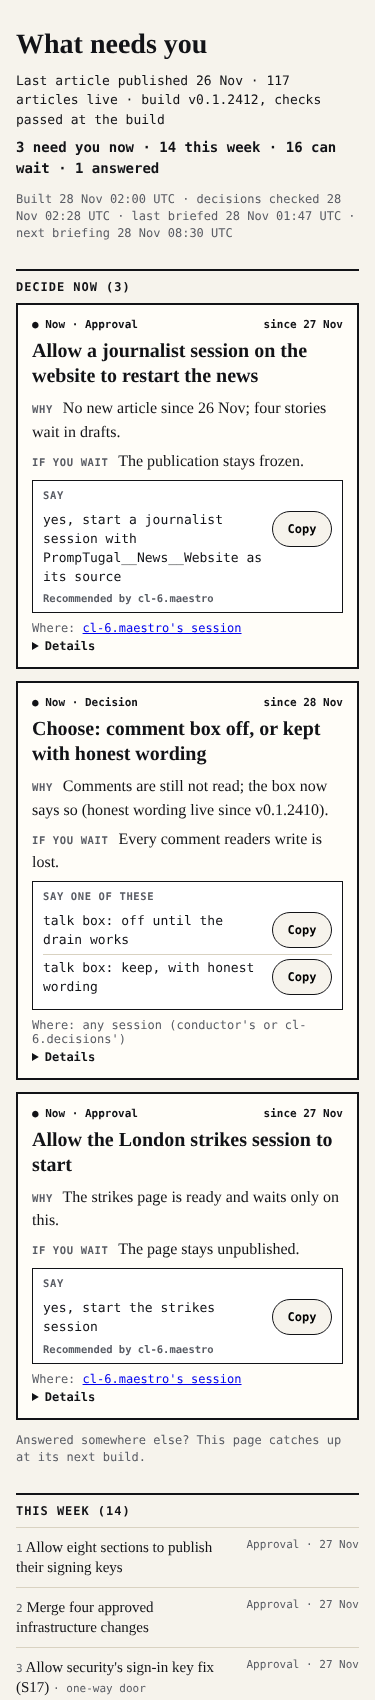 What needs you
Last article published 26 Nov · 117
articles live · build v0.1.2412, checks
passed at the build
3 need you now · 14 this week · 16 can
wait · 1 answered
Built 28 Nov 02:00 UTC · decisions checked 28
Nov 02:28 UTC · last briefed 28 Nov 01:47 UTC ·
next briefing 28 Nov 08:30 UTC
DECIDE NOW (3)
● Now · Approval since 27 Nov
Allow a journalist session on the
website to restart the news
WHY No new article since 26 Nov; four stories
wait in drafts.
IF YOU WAIT The publication stays frozen.
SAY
yes, start a journalist
session with
PrompTugal__News__Website as
its source
Copy
Recommended by cl-6.maestro
Where: cl-6.maestro's session
▶ Details
● Now · Decision since 28 Nov
Choose: comment box off, or kept
with honest wording
WHY Comments are still not read; the box now
says so (honest wording live since v0.1.2410).
IF YOU WAIT Every comment readers write is
lost.
SAY ONE OF THESE
talk box: off until the
drain works
Copy
talk box: keep, with honest
wording
Copy
Where: any session (conductor's or cl-
6.decisions')
▶ Details
● Now · Approval since 27 Nov
Allow the London strikes session to
start
WHY The strikes page is ready and waits only on
this.
IF YOU WAIT The page stays unpublished.
SAY
yes, start the strikes
session
Copy
Recommended by cl-6.maestro
Where: cl-6.maestro's session
▶ Details
Answered somewhere else? This page catches up
at its next build.
THIS WEEK (14)
1 Allow eight sections to publish
their signing keys
Approval · 27 Nov
2 Merge four approved
infrastructure changes
Approval · 27 Nov
3 Allow security's sign-in key fix
(S17) · one-way door
Approval · 27 Nov